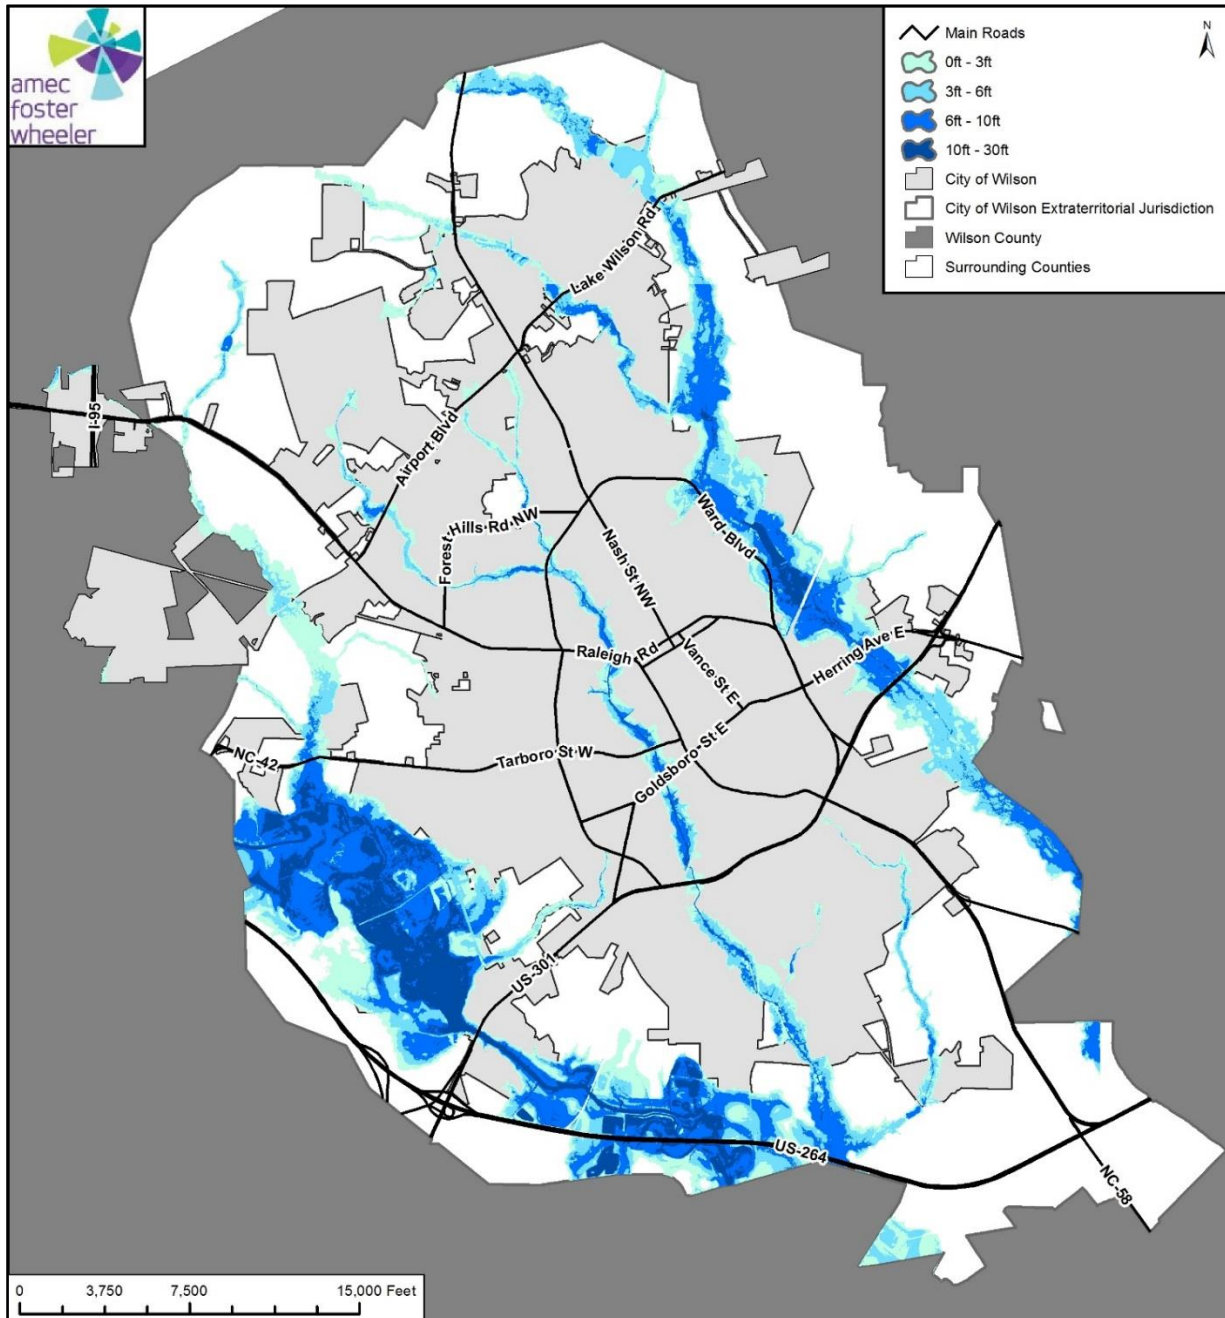 amec
foster
wheeler
Main Roads
0ft - 3ft
3ft - 6ft
6ft - 10ft
10ft - 30ft
City of Wilson
City of Wilson Extraterritorial Jurisdiction
Wilson County
Surrounding Counties
N
Lake Wilson Rd
I-95
Airport Blvd
Forest Hills Rd NW
Ward Blvd
Nash St NW
Raleigh Rd
Vance St E
Herring Ave E
NC-42
Tarboro St W
Goldsboro St E
US-301
US-264
NC-58
0 3,750 7,500 15,000 Feet